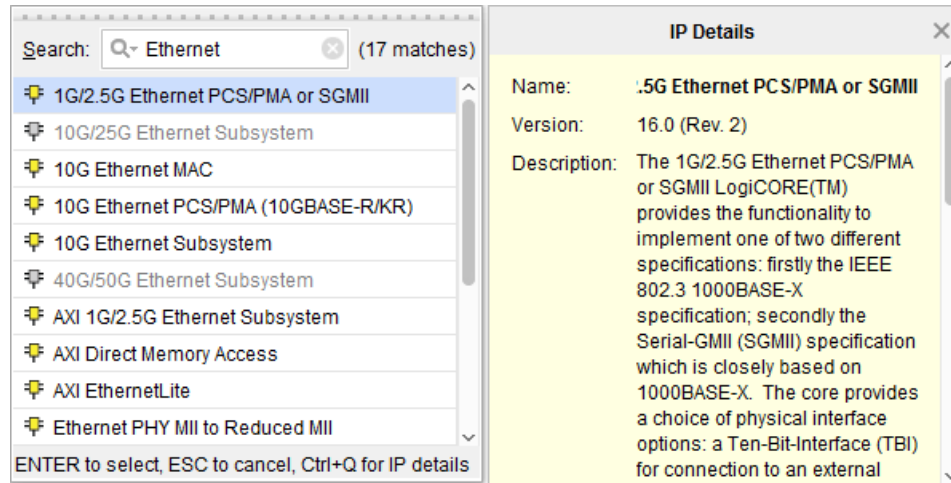 Search: Ethernet (17 matches)
1G/2.5G Ethernet PCS/PMA or SGMII
10G/25G Ethernet Subsystem
10G Ethernet MAC
10G Ethernet PCS/PMA (10GBASE-R/KR)
10G Ethernet Subsystem
40G/50G Ethernet Subsystem
AXI 1G/2.5G Ethernet Subsystem
AXI Direct Memory Access
AXI EthernetLite
Ethernet PHY MII to Reduced MII
ENTER to select, ESC to cancel, Ctrl+Q for IP details
IP Details
Name: .5G Ethernet PCS/PMA or SGMII
Version: 16.0 (Rev. 2)
Description: The 1G/2.5G Ethernet PCS/PMA
or SGMII LogiCORE(TM)
provides the functionality to
implement one of two different
specifications: firstly the IEEE
802.3 1000BASE-X
specification; secondly the
Serial-GMII (SGMII) specification
which is closely based on
1000BASE-X. The core provides
a choice of physical interface
options: a Ten-Bit-Interface (TBI)
for connection to an external